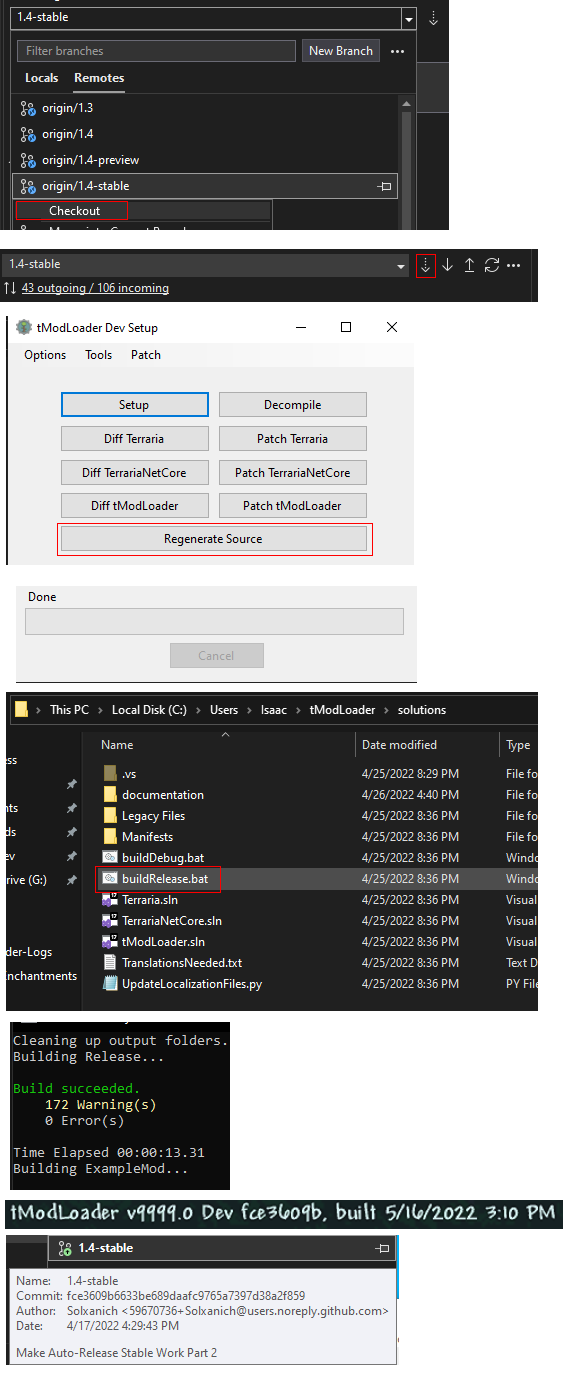 1.4-stable
Filter branches
New Branch
Locals Remotes
origin/1.3
origin/1.4
origin/1.4-preview
origin/1.4-stable
Checkout
1.4-stable
43 outgoing / 106 incoming
tModLoader Dev Setup
Options Tools Patch
Setup Decompile
Diff Terraria Patch Terraria
Diff TerrariaNetCore Patch TerrariaNetCore
Diff tModLoader Patch tModLoader
Regenerate Source
Done
Cancel
This PC > Local Disk (C:) > Users > Isaac > tModLoader > solutions
Name Date modified Type
.vs 4/25/2022 8:29 PM File fo
documentation 4/26/2022 4:40 PM File fo
Legacy Files 4/25/2022 8:36 PM File fo
Manifests 4/25/2022 8:36 PM File fo
buildDebug.bat 4/25/2022 8:36 PM Windo
buildRelease.bat 4/25/2022 8:36 PM Windo
Terraria.sln 4/25/2022 8:36 PM Visual
TerrariaNetCore.sln 4/25/2022 8:36 PM Visual
tModLoader.sln 4/25/2022 8:36 PM Visual
TranslationsNeeded.txt 4/25/2022 8:36 PM Text D
UpdateLocalizationFiles.py 4/25/2022 8:36 PM PY File
ess
nts
ds
ev
rive (G:)
der-Logs
Enchantments
Cleaning up output folders.
Building Release...
Build succeeded.
172 Warning(s)
0 Error(s)
Time Elapsed 00:00:13.31
Building ExampleMod...
tModLoader v9999.0 Dev fce3609b, built 5/16/2022 3:10 PM
1.4-stable
Name: 1.4-stable
Commit: fce3609b6633be689daafc9765a7397d38a2f859
Author: Solxanich <59670736+Solxanich@users.noreply.github.com>
Date: 4/17/2022 4:29:43 PM
Make Auto-Release Stable Work Part 2